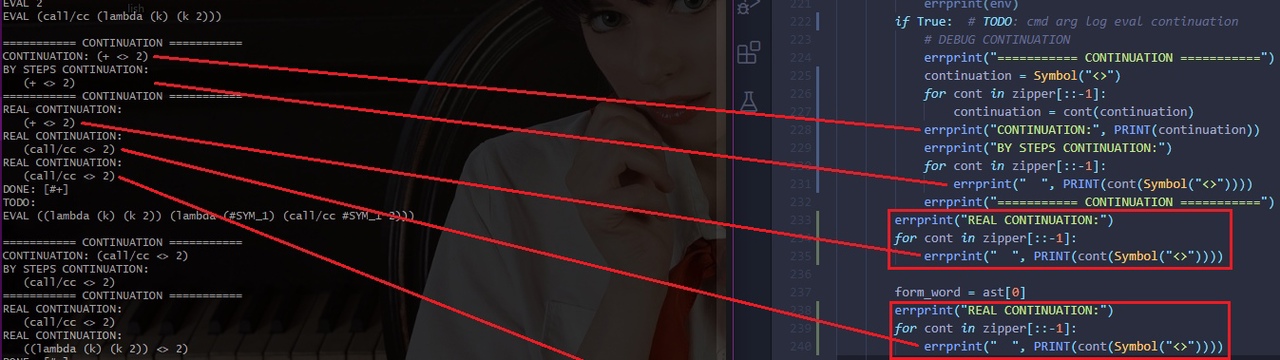 lish
EVAL 2
EVAL (call/cc (lambda (k) (k 2)))
=========== CONTINUATION ===========
CONTINUATION: (+ <> 2)
BY STEPS CONTINUATION:
(+ <> 2)
=========== CONTINUATION ===========
REAL CONTINUATION:
(+ <> 2)
REAL CONTINUATION:
(call/cc <> 2)
REAL CONTINUATION:
(call/cc <> 2)
DONE: [#+]
TODO:
EVAL ((lambda (k) (k 2)) (lambda (#SYM_1) (call/cc #SYM_1 2)))
=========== CONTINUATION ===========
CONTINUATION: (call/cc <> 2)
BY STEPS CONTINUATION:
(call/cc <> 2)
=========== CONTINUATION ===========
REAL CONTINUATION:
(call/cc <> 2)
REAL CONTINUATION:
((lambda (k) (k 2)) <> 2)
REAL CONTINUATION:
221 errprint(env)
222 if True:  # TODO: cmd arg log eval continuation
223 # DEBUG CONTINUATION
224 errprint("=========== CONTINUATION ===========")
225 continuation = Symbol("<>")
226 for cont in zipper[::-1]:
227 continuation = cont(continuation)
228 errprint("CONTINUATION:", PRINT(continuation))
229 errprint("BY STEPS CONTINUATION:")
230 for cont in zipper[::-1]:
231 errprint("  ", PRINT(cont(Symbol("<>"))))
232 errprint("=========== CONTINUATION ===========")
233 errprint("REAL CONTINUATION:")
234 for cont in zipper[::-1]:
235 errprint("  ", PRINT(cont(Symbol("<>"))))
236
237 form_word = ast[0]
238 errprint("REAL CONTINUATION:")
239 for cont in zipper[::-1]:
240 errprint("  ", PRINT(cont(Symbol("<>"))))